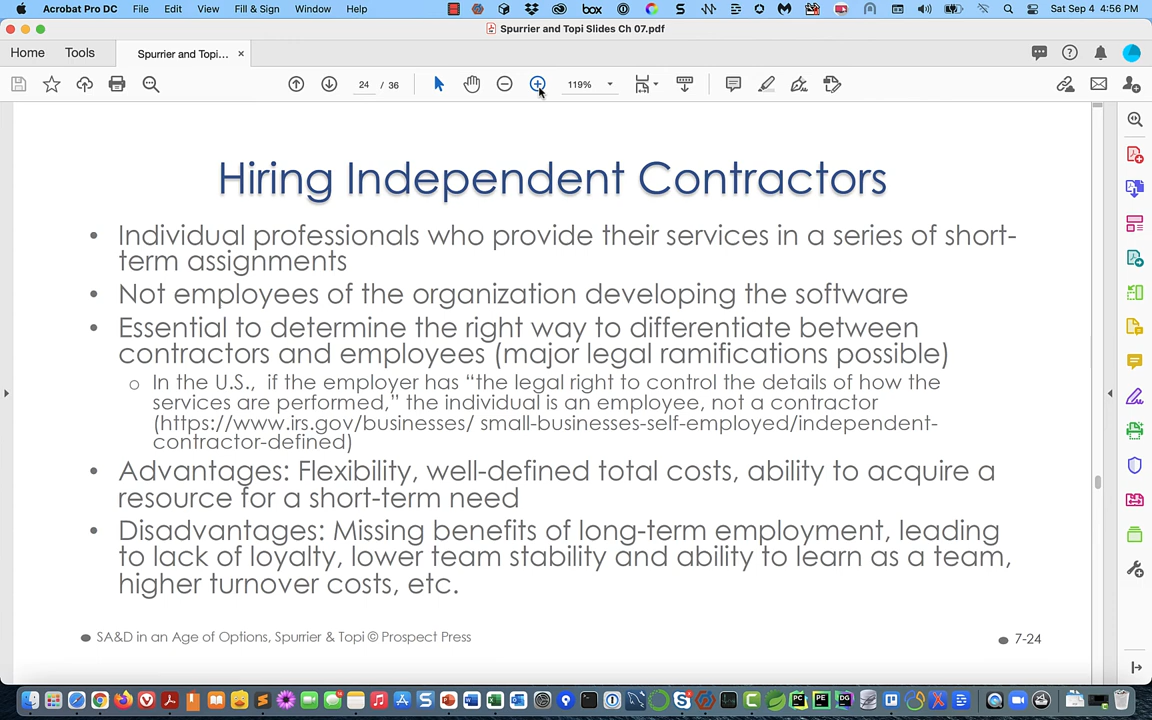 Acrobat Pro DC File Edit View Fill & Sign Window Help box Sat Sep 4 4:56 PM
Spurrier and Topi Slides Ch 07.pdf
Home Tools Spurrier and Topi... ×
24 / 36 119%
Hiring Independent Contractors
• Individual professionals who provide their services in a series of short-
term assignments
• Not employees of the organization developing the software
• Essential to determine the right way to differentiate between
contractors and employees (major legal ramifications possible)
o In the U.S., if the employer has “the legal right to control the details of how the
services are performed,” the individual is an employee, not a contractor
(https://www.irs.gov/businesses/ small-businesses-self-employed/independent-
contractor-defined)
• Advantages: Flexibility, well-defined total costs, ability to acquire a
resource for a short-term need
• Disadvantages: Missing benefits of long-term employment, leading
to lack of loyalty, lower team stability and ability to learn as a team,
higher turnover costs, etc.
SA&D in an Age of Options, Spurrier & Topi © Prospect Press
7-24